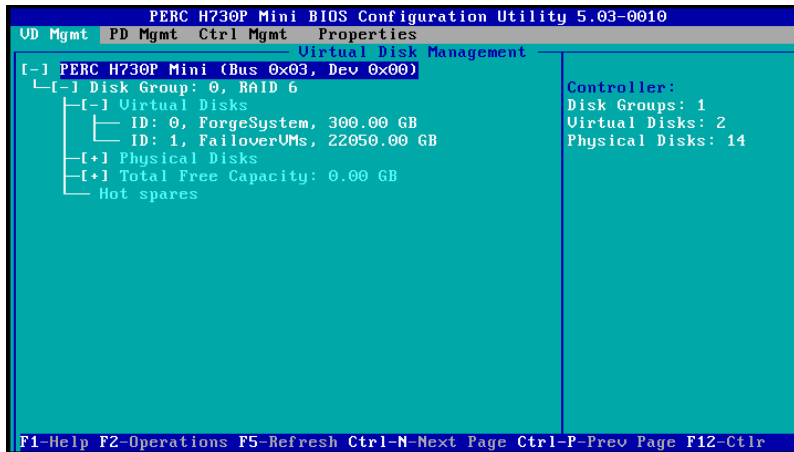 PERC H730P Mini BIOS Configuration Utility 5.03-0010
VD Mgmt PD Mgmt Ctrl Mgmt Properties
Virtual Disk Management
[-] PERC H730P Mini (Bus 0x03, Dev 0x00)
[-] Disk Group: 0, RAID 6
[-] Virtual Disks
ID: 0, ForgeSystem, 300.00 GB
ID: 1, FailoverVMs, 22050.00 GB
[+] Physical Disks
[+] Total Free Capacity: 0.00 GB
Hot spares
Controller:
Disk Groups: 1
Virtual Disks: 2
Physical Disks: 14
F1-Help F2-Operations F5-Refresh Ctrl-N-Next Page Ctrl-P-Prev Page F12-Ctlr